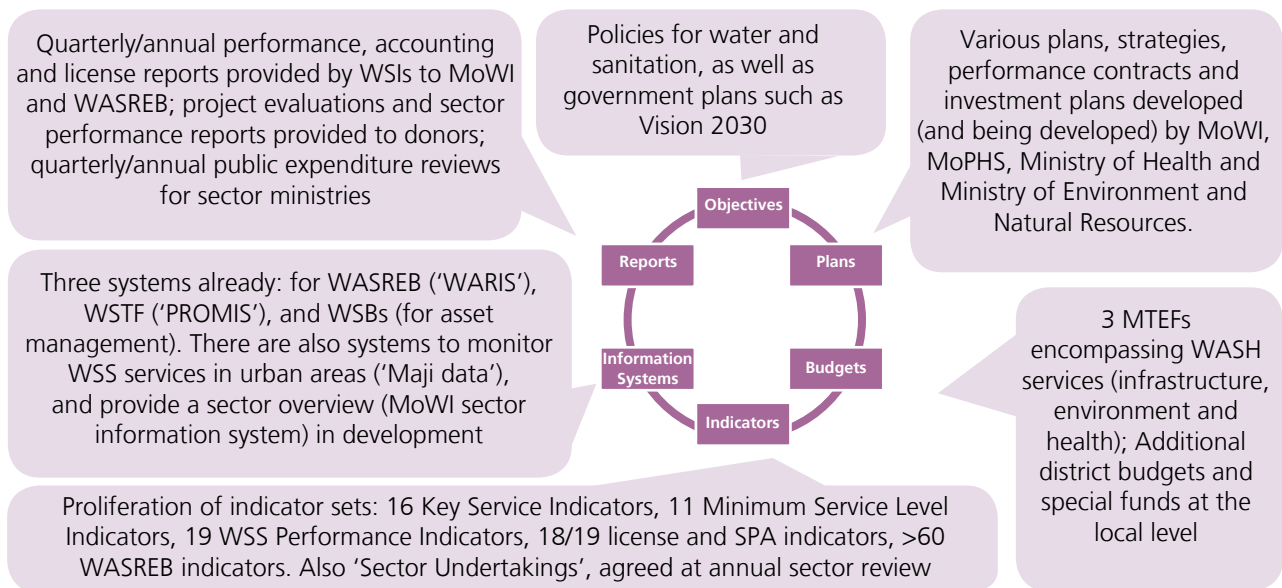 Quarterly/annual performance, accounting
and license reports provided by WSIs to MoWI
and WASREB; project evaluations and sector
performance reports provided to donors;
quarterly/annual public expenditure reviews
for sector ministries
Policies for water and
sanitation, as well as
government plans such as
Vision 2030
Various plans, strategies,
performance contracts and
investment plans developed
(and being developed) by MoWI,
MoPHS, Ministry of Health and
Ministry of Environment and
Natural Resources.
Objectives
Reports
Plans
Information
Systems
Budgets
Indicators
Three systems already: for WASREB (‘WARIS’),
WSTF (‘PROMIS’), and WSBs (for asset
management). There are also systems to monitor
WSS services in urban areas (‘Maji data’),
and provide a sector overview (MoWI sector
information system) in development
3 MTEFs
encompassing WASH
services (infrastructure,
environment and
health); Additional
district budgets and
special funds at the
local level
Proliferation of indicator sets: 16 Key Service Indicators, 11 Minimum Service Level
Indicators, 19 WSS Performance Indicators, 18/19 license and SPA indicators, >60
WASREB indicators. Also ‘Sector Undertakings’, agreed at annual sector review